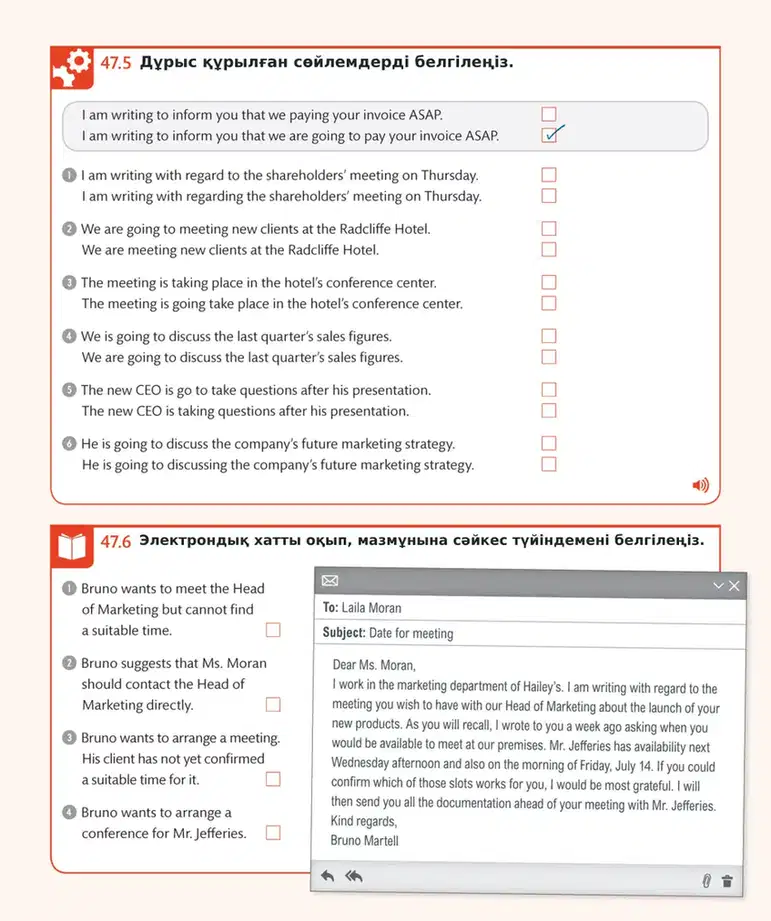 47.5 Дұрыс құрылған сөйлемдерді белгілеңіз.
I am writing to inform you that we paying your invoice ASAP.
I am writing to inform you that we are going to pay your invoice ASAP.
1 I am writing with regard to the shareholders’ meeting on Thursday.
I am writing with regarding the shareholders’ meeting on Thursday.
2 We are going to meeting new clients at the Radcliffe Hotel.
We are meeting new clients at the Radcliffe Hotel.
3 The meeting is taking place in the hotel’s conference center.
The meeting is going take place in the hotel’s conference center.
4 We is going to discuss the last quarter’s sales figures.
We are going to discuss the last quarter’s sales figures.
5 The new CEO is go to take questions after his presentation.
The new CEO is taking questions after his presentation.
6 He is going to discuss the company’s future marketing strategy.
He is going to discussing the company’s future marketing strategy.
47.6 Электрондық хатты оқып, мазмұнына сәйкес түйіндемені белгілеңіз.
1 Bruno wants to meet the Head
of Marketing but cannot find
a suitable time.
2 Bruno suggests that Ms. Moran
should contact the Head of
Marketing directly.
3 Bruno wants to arrange a meeting.
His client has not yet confirmed
a suitable time for it.
4 Bruno wants to arrange a
conference for Mr. Jefferies.
To: Laila Moran
Subject: Date for meeting
Dear Ms. Moran,
I work in the marketing department of Hailey’s. I am writing with regard to the
meeting you wish to have with our Head of Marketing about the launch of your
new products. As you will recall, I wrote to you a week ago asking when you
would be available to meet at our premises. Mr. Jefferies has availability next
Wednesday afternoon and also on the morning of Friday, July 14. If you could
confirm which of those slots works for you, I would be most grateful. I will
then send you all the documentation ahead of your meeting with Mr. Jefferies.
Kind regards,
Bruno Martell